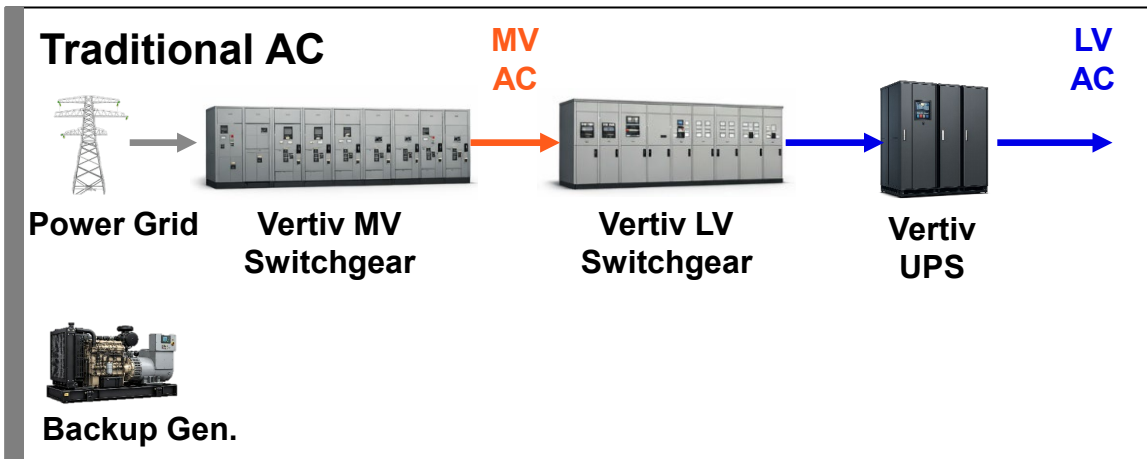 Traditional AC
MV
AC
LV
AC
Power Grid
Vertiv MV
Switchgear
Vertiv LV
Switchgear
Vertiv
UPS
Backup Gen.